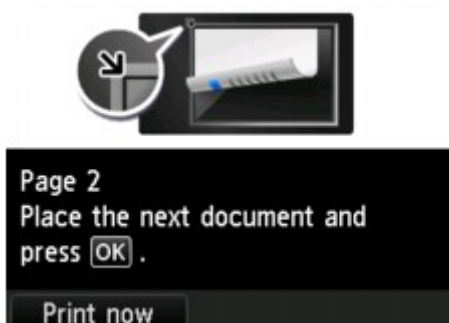 Page 2
Place the next document and
press OK .
Print now